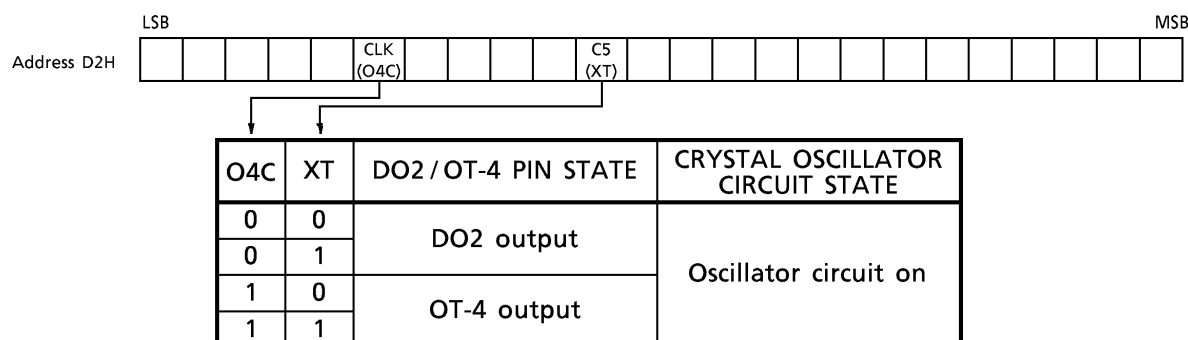 LSB MSB
Address D2H CLK (O4C) C5 (XT)
O4C XT DO2 / OT-4 PIN STATE CRYSTAL OSCILLATOR CIRCUIT STATE
0 0 DO2 output
0 1
Oscillator circuit on
1 0 OT-4 output
1 1